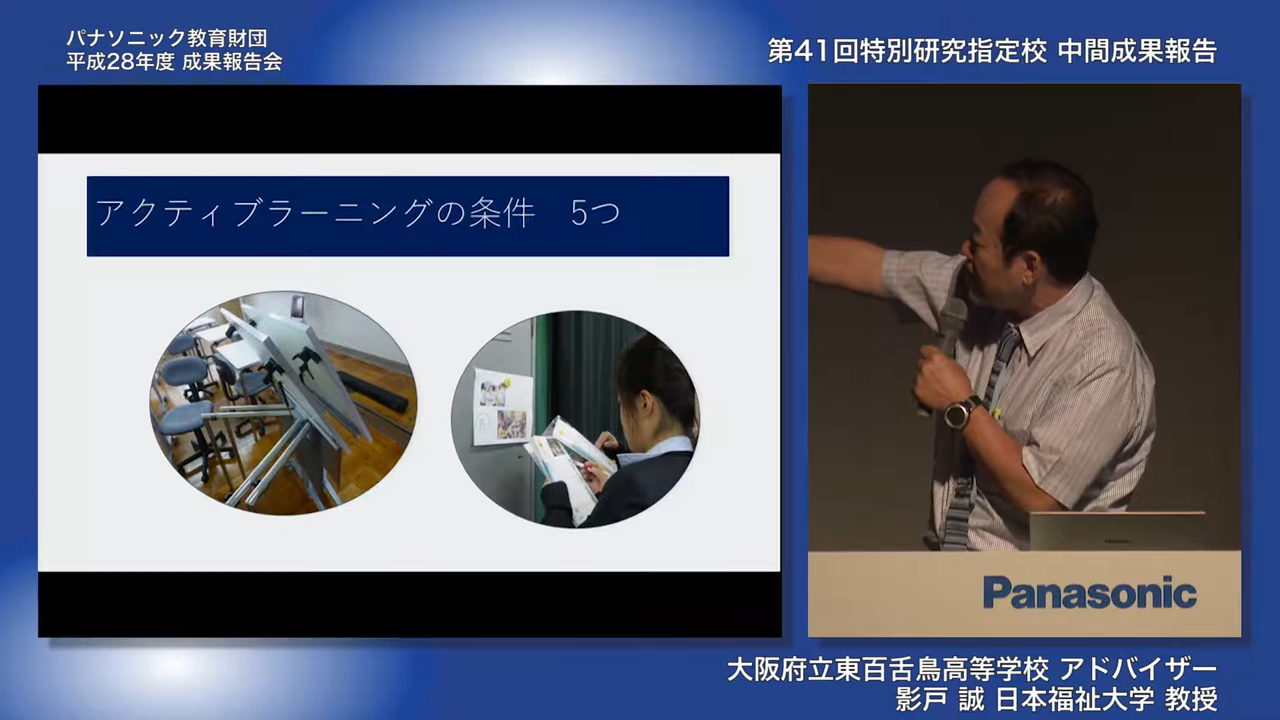 パナソニック教育財団
平成28年度 成果報告会
第41回特別研究指定校 中間成果報告
アクティブラーニングの条件　5つ
Panasonic
大阪府立東百舌鳥高等学校 アドバイザー
影戸 誠 日本福祉大学 教授